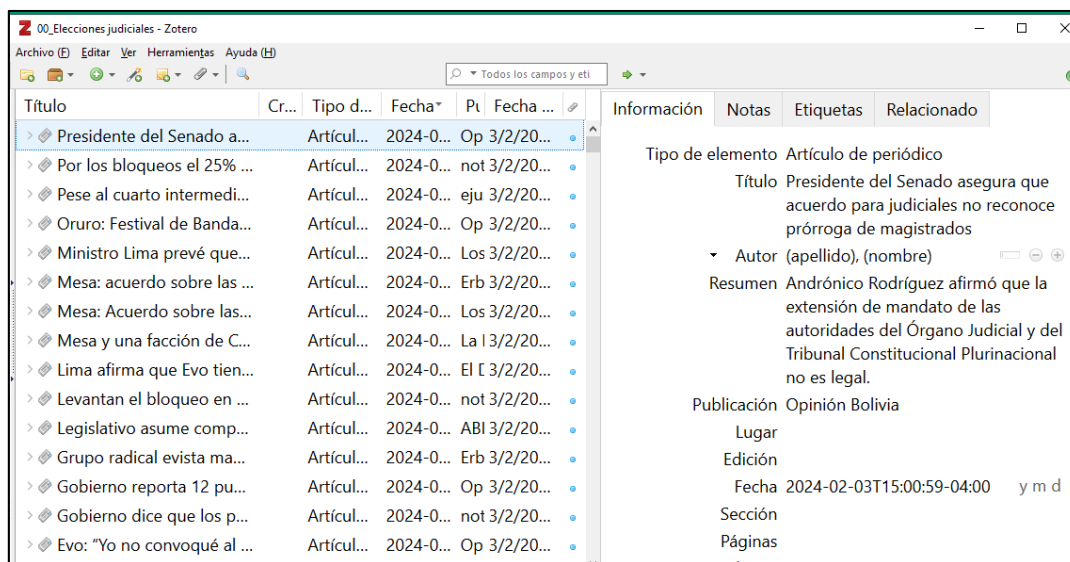 00_Elecciones judiciales - Zotero
Archivo (F) Editar Ver Herramientas Ayuda (H)
Todos los campos y eti
Título Cr... Tipo d... Fecha Pu Fecha ...
Presidente del Senado a... Artícul... 2024-0... Op 3/2/20...
Por los bloqueos el 25% ... Artícul... 2024-0... not 3/2/20...
Pese al cuarto intermedi... Artícul... 2024-0... eju 3/2/20...
Oruro: Festival de Banda... Artícul... 2024-0... Op 3/2/20...
Ministro Lima prevé que... Artícul... 2024-0... Los 3/2/20...
Mesa: acuerdo sobre las ... Artícul... 2024-0... Erb 3/2/20...
Mesa: Acuerdo sobre las... Artícul... 2024-0... Los 3/2/20...
Mesa y una facción de C... Artícul... 2024-0... La 3/2/20...
Lima afirma que Evo tien... Artícul... 2024-0... El 3/2/20...
Levantan el bloqueo en ... Artícul... 2024-0... not 3/2/20...
Legislativo asume comp... Artícul... 2024-0... ABI 3/2/20...
Grupo radical evista ma... Artícul... 2024-0... Erb 3/2/20...
Gobierno reporta 12 pu... Artícul... 2024-0... Op 3/2/20...
Gobierno dice que los p... Artícul... 2024-0... not 3/2/20...
Evo: “Yo no convoqué al ... Artícul... 2024-0... Op 3/2/20...
Información Notas Etiquetas Relacionado
Tipo de elemento Artículo de periódico
Título Presidente del Senado asegura que
acuerdo para judiciales no reconoce
prórroga de magistrados
Autor (apellido), (nombre)
Resumen Andrónico Rodríguez afirmó que la
extensión de mandato de las
autoridades del Órgano Judicial y del
Tribunal Constitucional Plurinacional
no es legal.
Publicación Opinión Bolivia
Lugar
Edición
Fecha 2024-02-03T15:00:59-04:00 y m d
Sección
Páginas